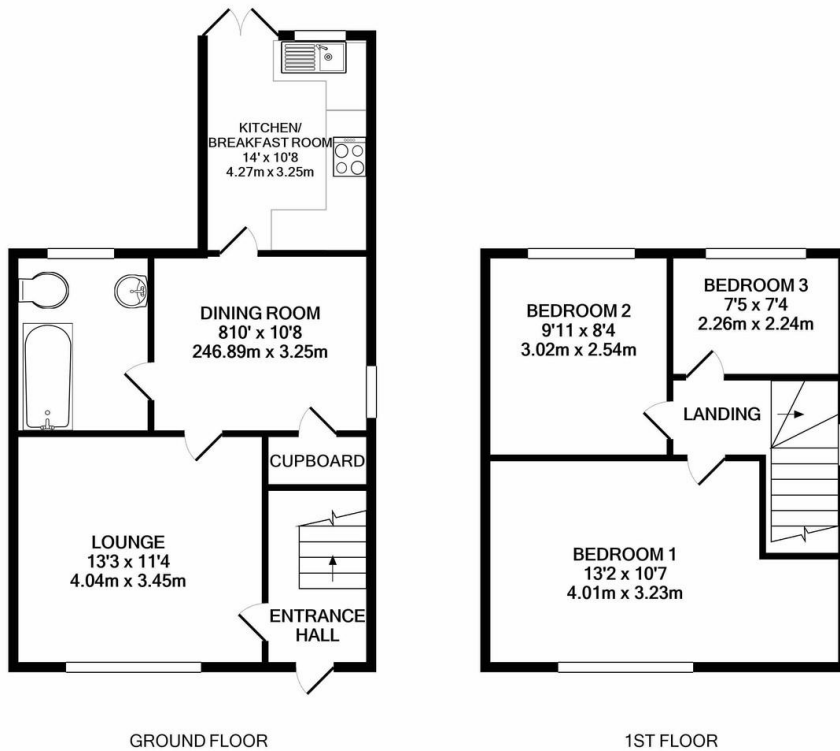 KITCHEN/
BREAKFAST ROOM
14' x 10'8
4.27m x 3.25m
DINING ROOM
810' x 10'8
246.89m x 3.25m
CUPBOARD
LOUNGE
13'3 x 11'4
4.04m x 3.45m
ENTRANCE
HALL
GROUND FLOOR
BEDROOM 2
9'11 x 8'4
3.02m x 2.54m
BEDROOM 3
7'5 x 7'4
2.26m x 2.24m
LANDING
BEDROOM 1
13'2 x 10'7
4.01m x 3.23m
1ST FLOOR